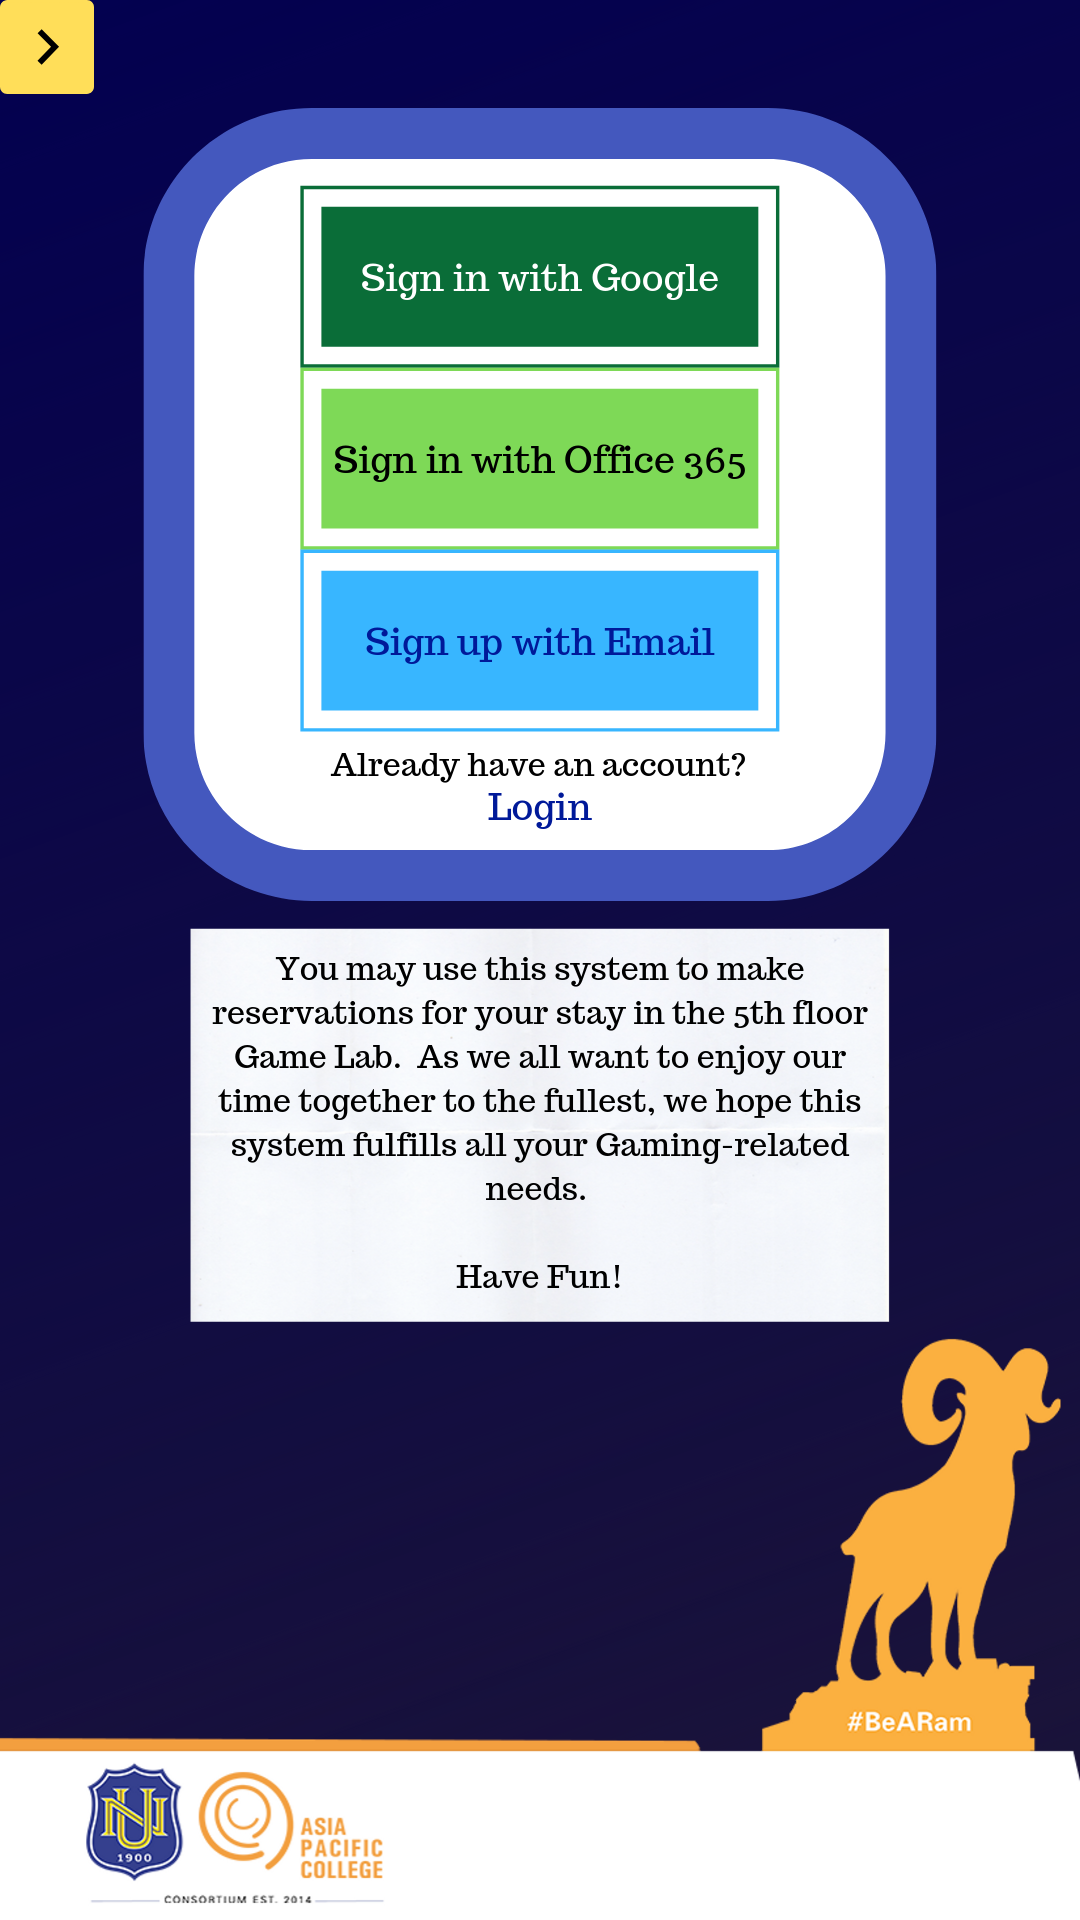 Sign in with Google
Sign in with Office 365
Sign up with Email
Already have an account?
Login
You may use this system to make
reservations for your stay in the 5th floor
Game Lab.  As we all want to enjoy our
time together to the fullest, we hope this
system fulfills all your Gaming-related
needs.
Have Fun!
#BeARam
NU
1900
ASIA
PACIFIC
COLLEGE
CONSORTIUM EST. 2014